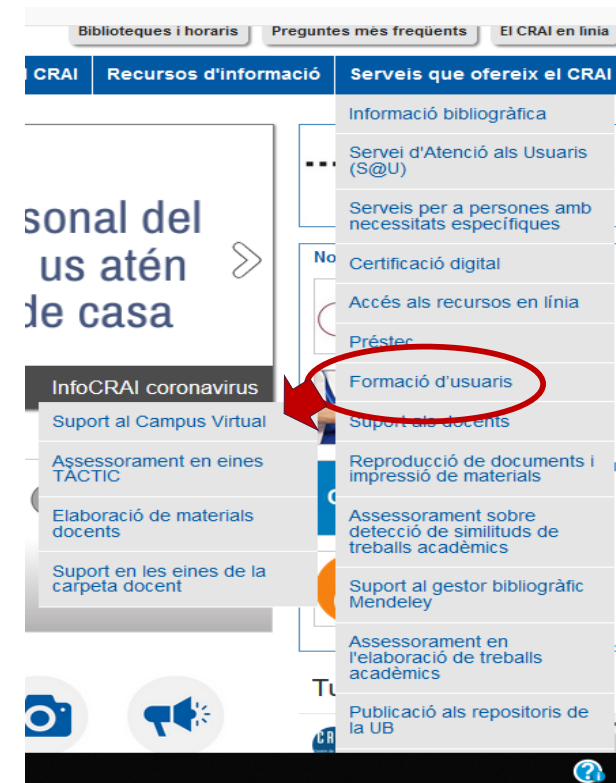 Biblioteques i horaris
Preguntes més freqüents
El CRAI en línia
l CRAI
Recursos d'informació
Serveis que ofereix el CRAI
Informació bibliogràfica
Servei d'Atenció als Usuaris
(S@U)
Serveis per a persones amb
necessitats específiques
Certificació digital
Accés als recursos en línia
Préstec
Formació d'usuaris
Suport als docents
Reproducció de documents i
impressió de materials
Assessorament sobre
detecció de similituds de
treballs acadèmics
Suport al gestor bibliogràfic
Mendeley
Assessorament en
l'elaboració de treballs
acadèmics
Publicació als repositoris de
la UB
sonal del
us atén
de casa
No
InfoCRAI coronavirus
Suport al Campus Virtual
Assessorament en eines
TÀCTIC
Elaboració de materials
docents
Suport en les eines de la
carpeta docent
C
Tu
CR
?